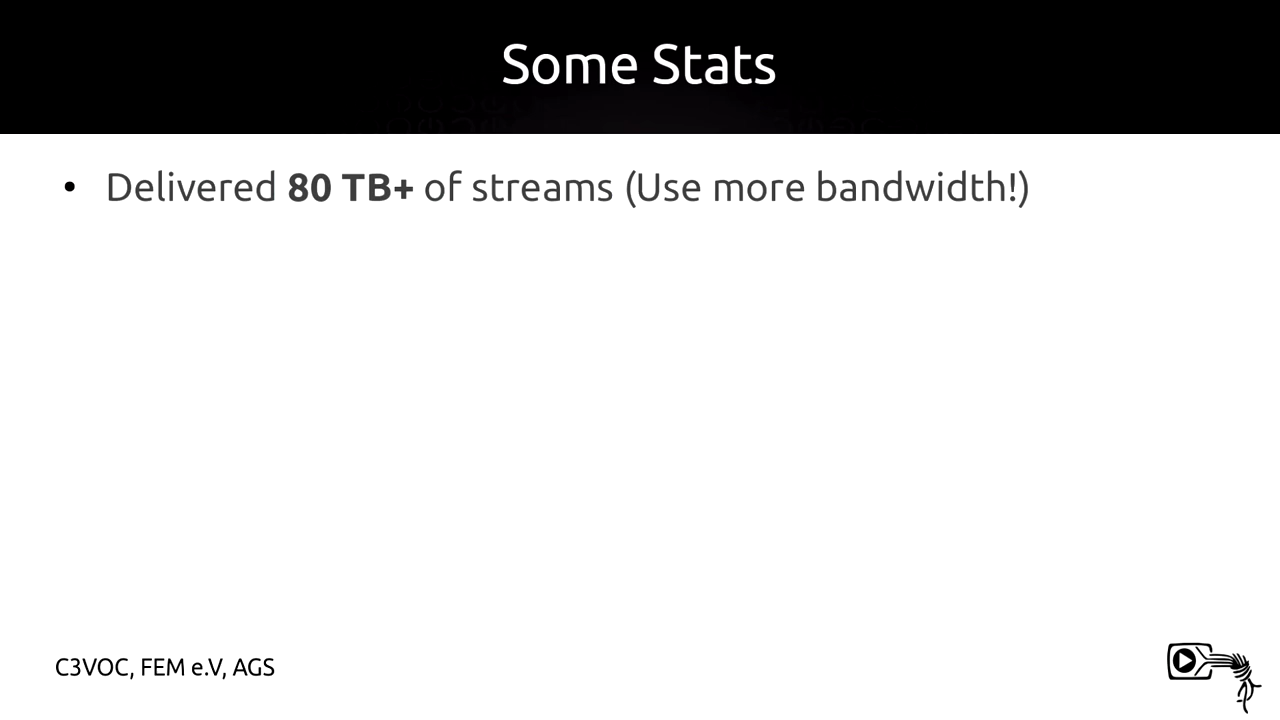 Some Stats
• Delivered 80 TB+ of streams (Use more bandwidth!)
C3VOC, FEM e.V, AGS